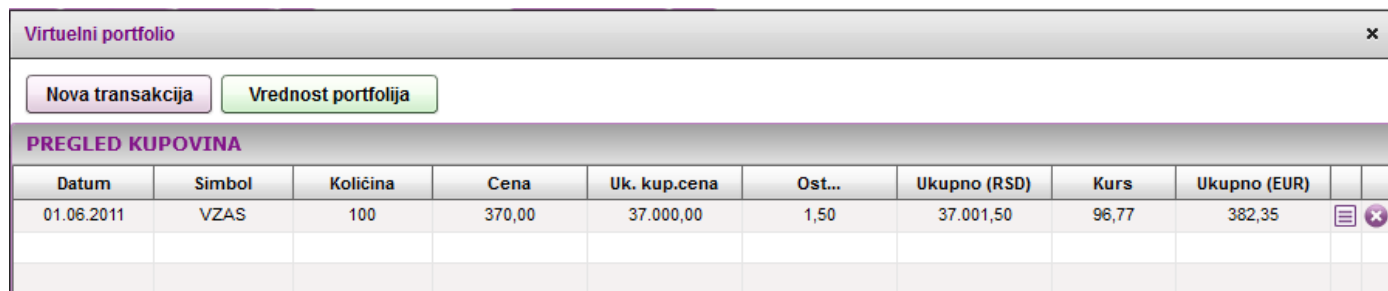 Virtuelni portfolio
Nova transakcija Vrednost portfolija
PREGLED KUPOVINA
Datum Simbol Količina Cena Uk. kup.cena Ost... Ukupno (RSD) Kurs Ukupno (EUR)
01.06.2011 VZAS 100 370,00 37.000,00 1,50 37.001,50 96,77 382,35